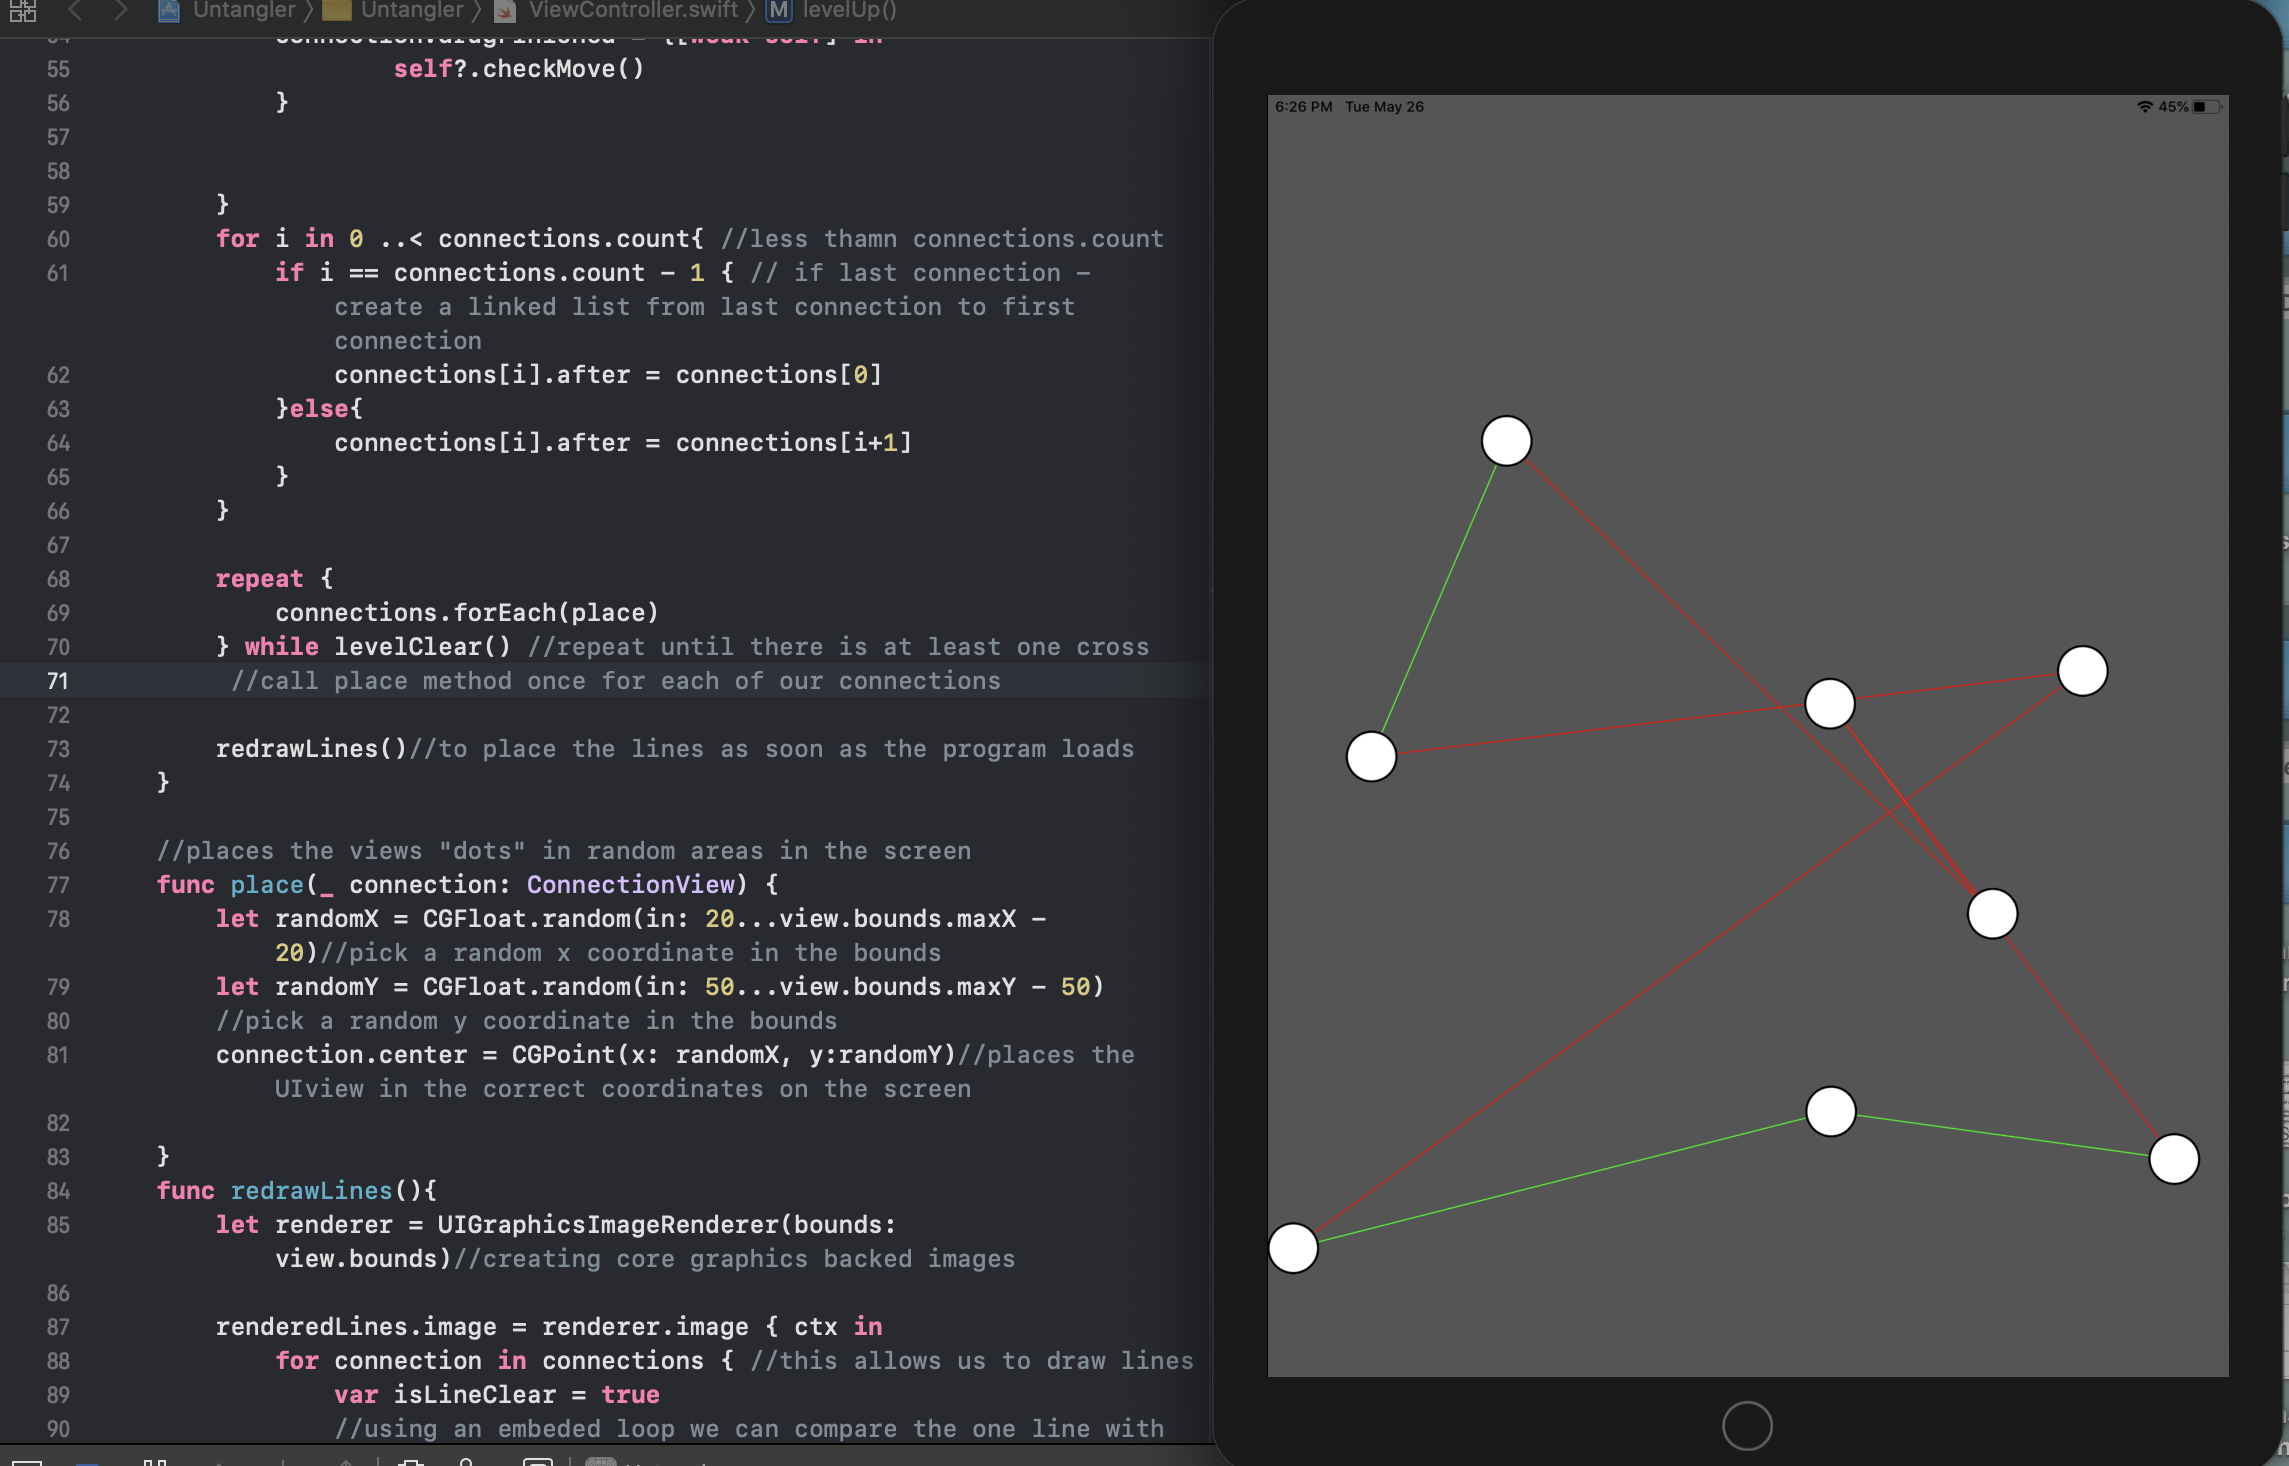 Untangler 〉 Untangler 〉 ViewController.swift 〉 M levelUp()
55 self?.checkMove()
56 }
57
58
59 }
60 for i in 0 ..< connections.count{ //less thamn connections.count
61 if i == connections.count - 1 { // if last connection -
create a linked list from last connection to first
connection
62 connections[i].after = connections[0]
63 }else{
64 connections[i].after = connections[i+1]
65 }
66 }
67
68 repeat {
69 connections.forEach(place)
70 } while levelClear() //repeat until there is at least one cross
71 //call place method once for each of our connections
72
73 redrawLines()//to place the lines as soon as the program loads
74 }
75
76 //places the views "dots" in random areas in the screen
77 func place(_ connection: ConnectionView) {
78 let randomX = CGFloat.random(in: 20...view.bounds.maxX -
20)//pick a random x coordinate in the bounds
79 let randomY = CGFloat.random(in: 50...view.bounds.maxY - 50)
80 //pick a random y coordinate in the bounds
81 connection.center = CGPoint(x: randomX, y:randomY)//places the
UIview in the correct coordinates on the screen
82
83 }
84 func redrawLines(){
85 let renderer = UIGraphicsImageRenderer(bounds:
view.bounds)//creating core graphics backed images
86
87 renderedLines.image = renderer.image { ctx in
88 for connection in connections { //this allows us to draw lines
89 var isLineClear = true
90 //using an embeded loop we can compare the one line with
6:26 PM Tue May 26
45%